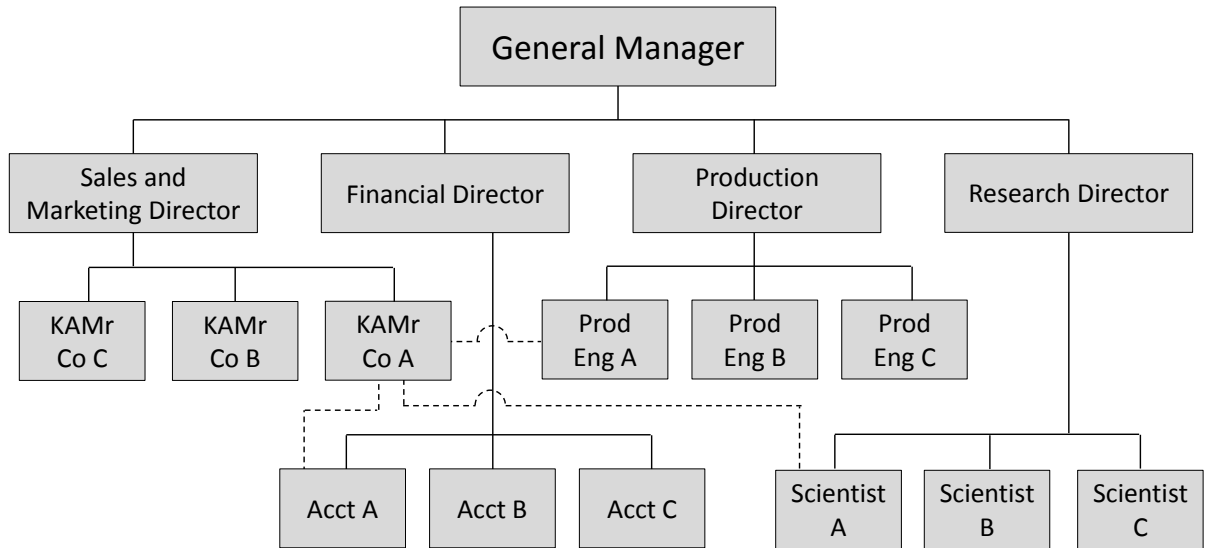 General Manager
Sales and
Marketing Director
Financial Director
Production
Director
Research Director
KAMr
Co C
KAMr
Co B
KAMr
Co A
Prod
Eng A
Prod
Eng B
Prod
Eng C
Acct A
Acct B
Acct C
Scientist
A
Scientist
B
Scientist
C